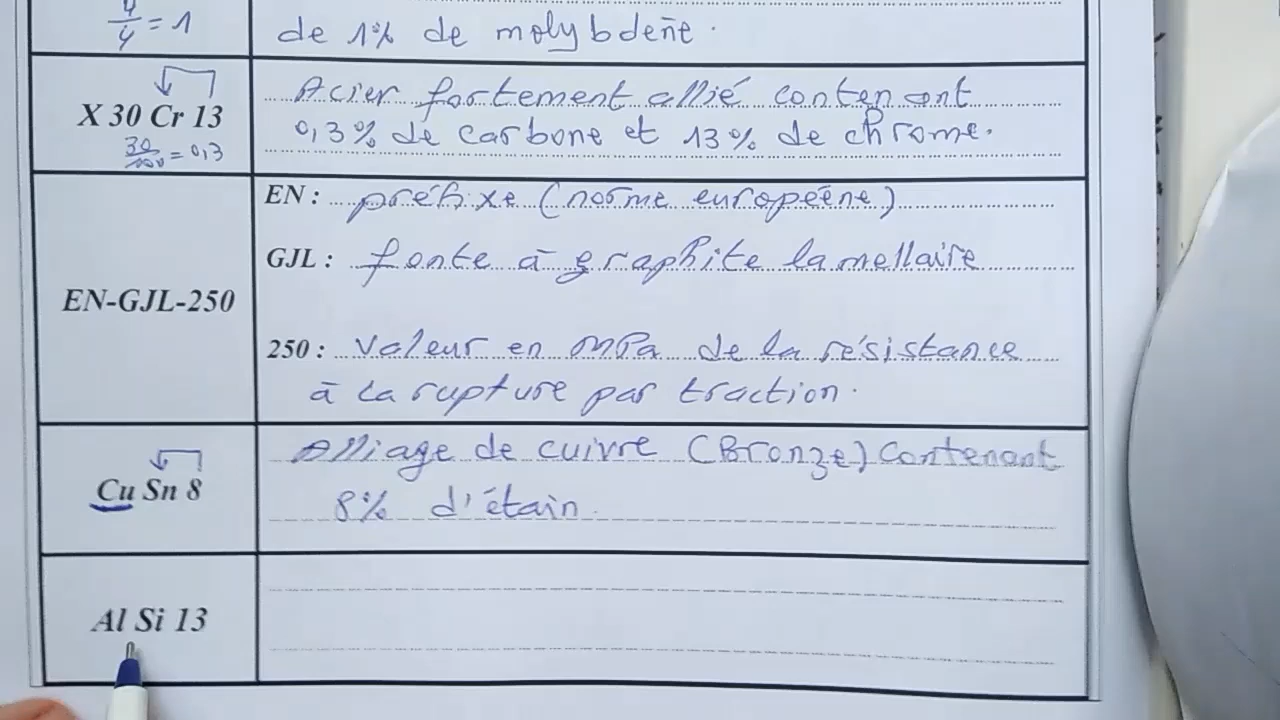 4/4 = 1
de 1% de molybdène.
X 30 Cr 13
30/100 = 0,3
Acier fortement allié contenant
0,3% de carbone et 13% de chrome.
EN-GJL-250
EN : préfixe (norme européène)
GJL : fonte à graphite lamellaire
250 : Valeur en MPa de la résistance
à la rupture par traction.
Cu Sn 8
Alliage de cuivre (Bronze) contenant
8% d'étain.
Al Si 13